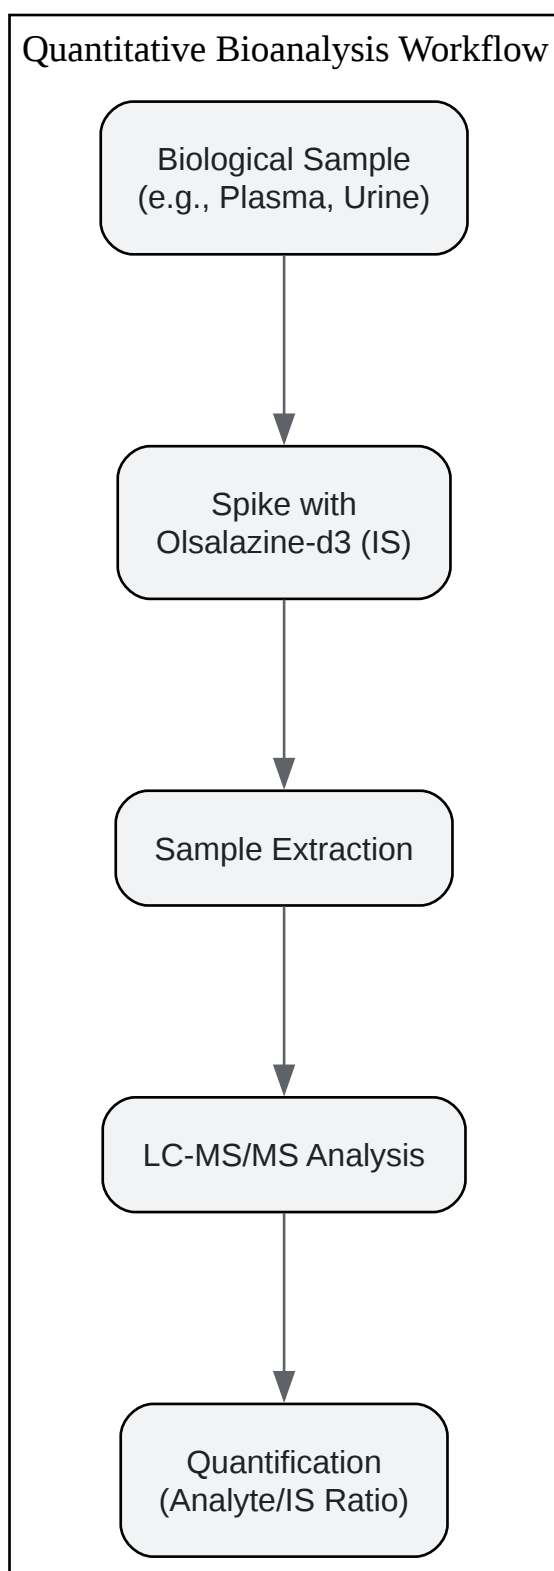 Quantitative Bioanalysis Workflow
Biological Sample
(e.g., Plasma, Urine)
Spike with
Olsalazine-d3 (IS)
Sample Extraction
LC-MS/MS Analysis
Quantification
(Analyte/IS Ratio)